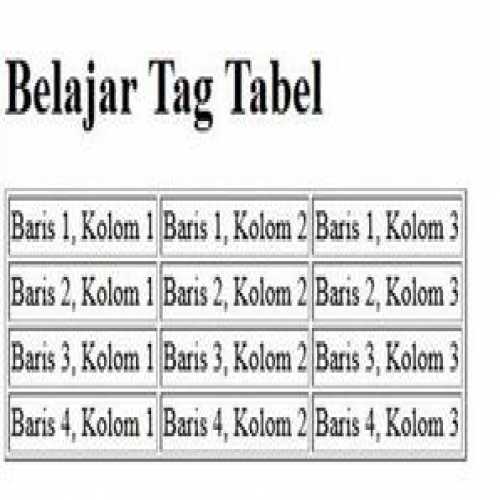 Belajar Tag Tabel
Baris 1, Kolom 1 Baris 1, Kolom 2 Baris 1, Kolom 3
Baris 2, Kolom 1 Baris 2, Kolom 2 Baris 2, Kolom 3
Baris 3, Kolom 1 Baris 3, Kolom 2 Baris 3, Kolom 3
Baris 4, Kolom 1 Baris 4, Kolom 2 Baris 4, Kolom 3